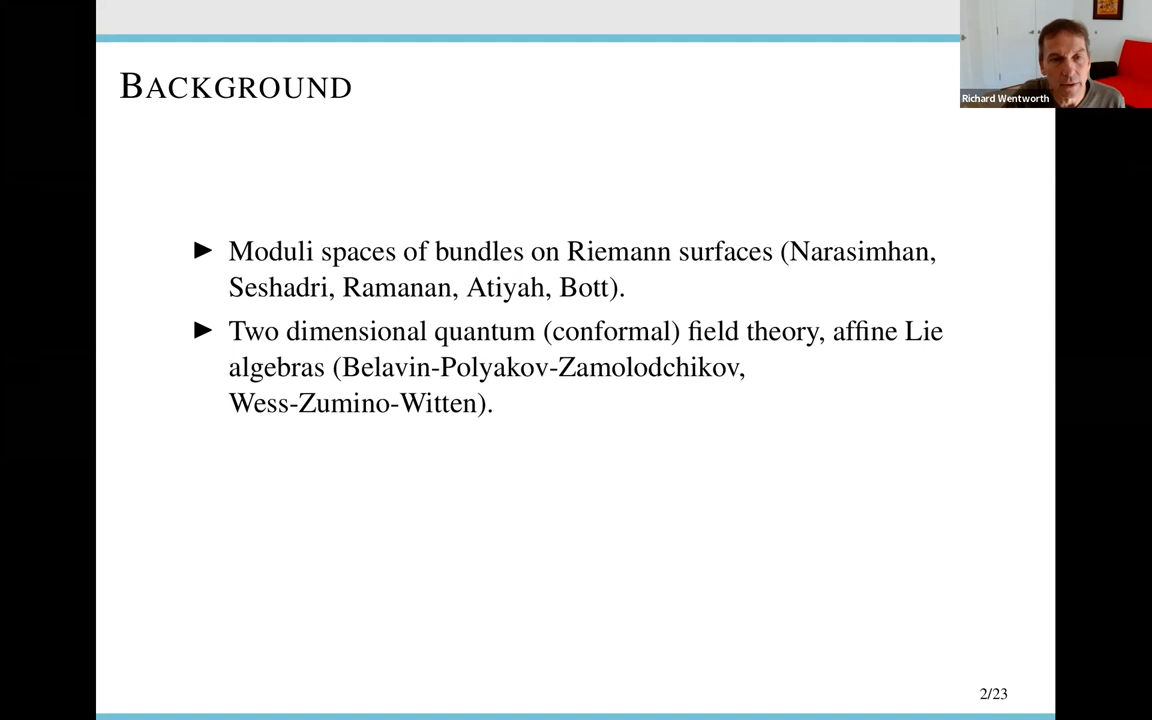 BACKGROUND
Richard Wentworth
▶ Moduli spaces of bundles on Riemann surfaces (Narasimhan,
Seshadri, Ramanan, Atiyah, Bott).
▶ Two dimensional quantum (conformal) field theory, affine Lie
algebras (Belavin-Polyakov-Zamolodchikov,
Wess-Zumino-Witten).
2/23